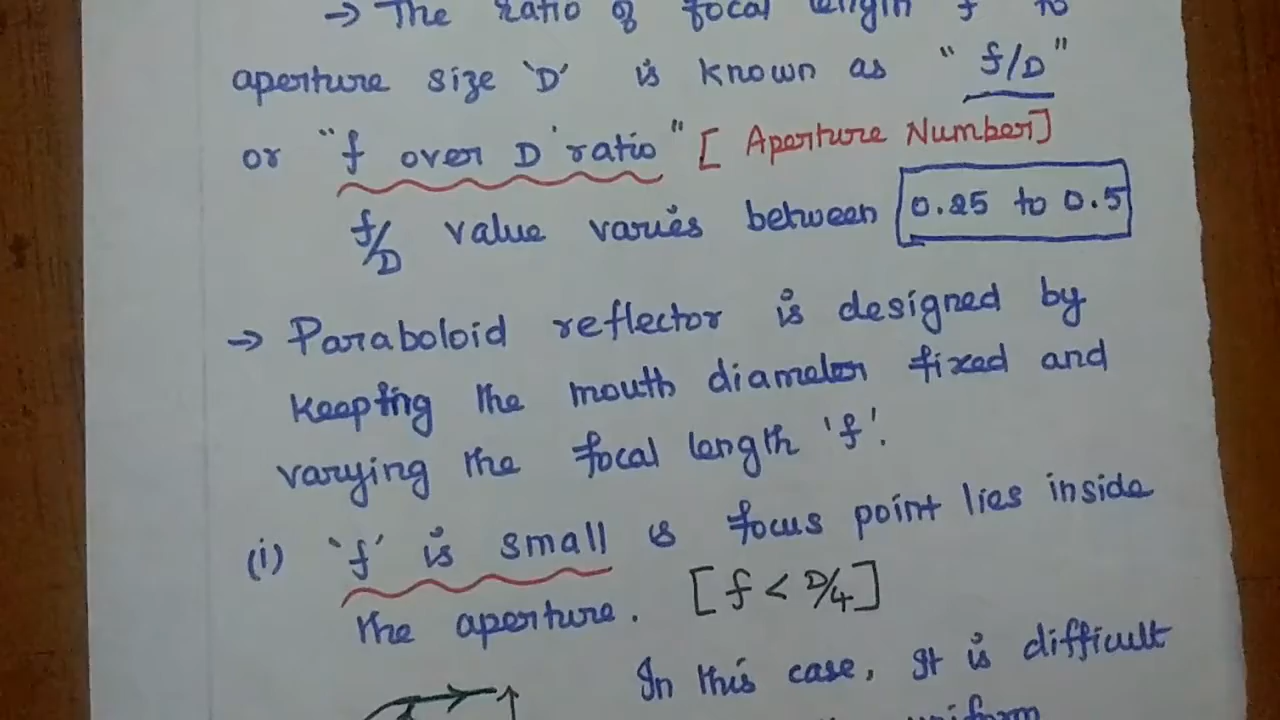 → The ratio of focal length f to
aperture size 'D' is known as "f/D"
or "f over D ratio" [Aperture Number]
f/D value varies between 0.25 to 0.5
→ Paraboloid reflector is designed by
keepting the mouth diameter fixed and
varying the focal length 'f'.
(i) 'f' is small is focus point lies inside
the aperture. [f < D/4]
In this case, It is difficult
uniform